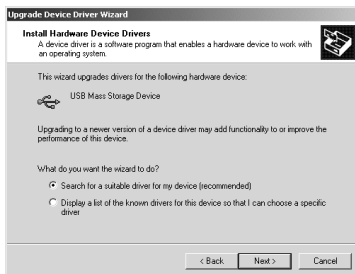 Upgrade Device Driver Wizard
Install Hardware Device Drivers
A device driver is a software program that enables a hardware device to work with
an operating system.
This wizard upgrades drivers for the following hardware device:
USB Mass Storage Device
Upgrading to a newer version of a device driver may add functionality to or improve the
performance of this device.
What do you want the wizard to do?
Search for a suitable driver for my device (recommended)
Display a list of the known drivers for this device so that I can choose a specific
driver
< Back
Next >
Cancel